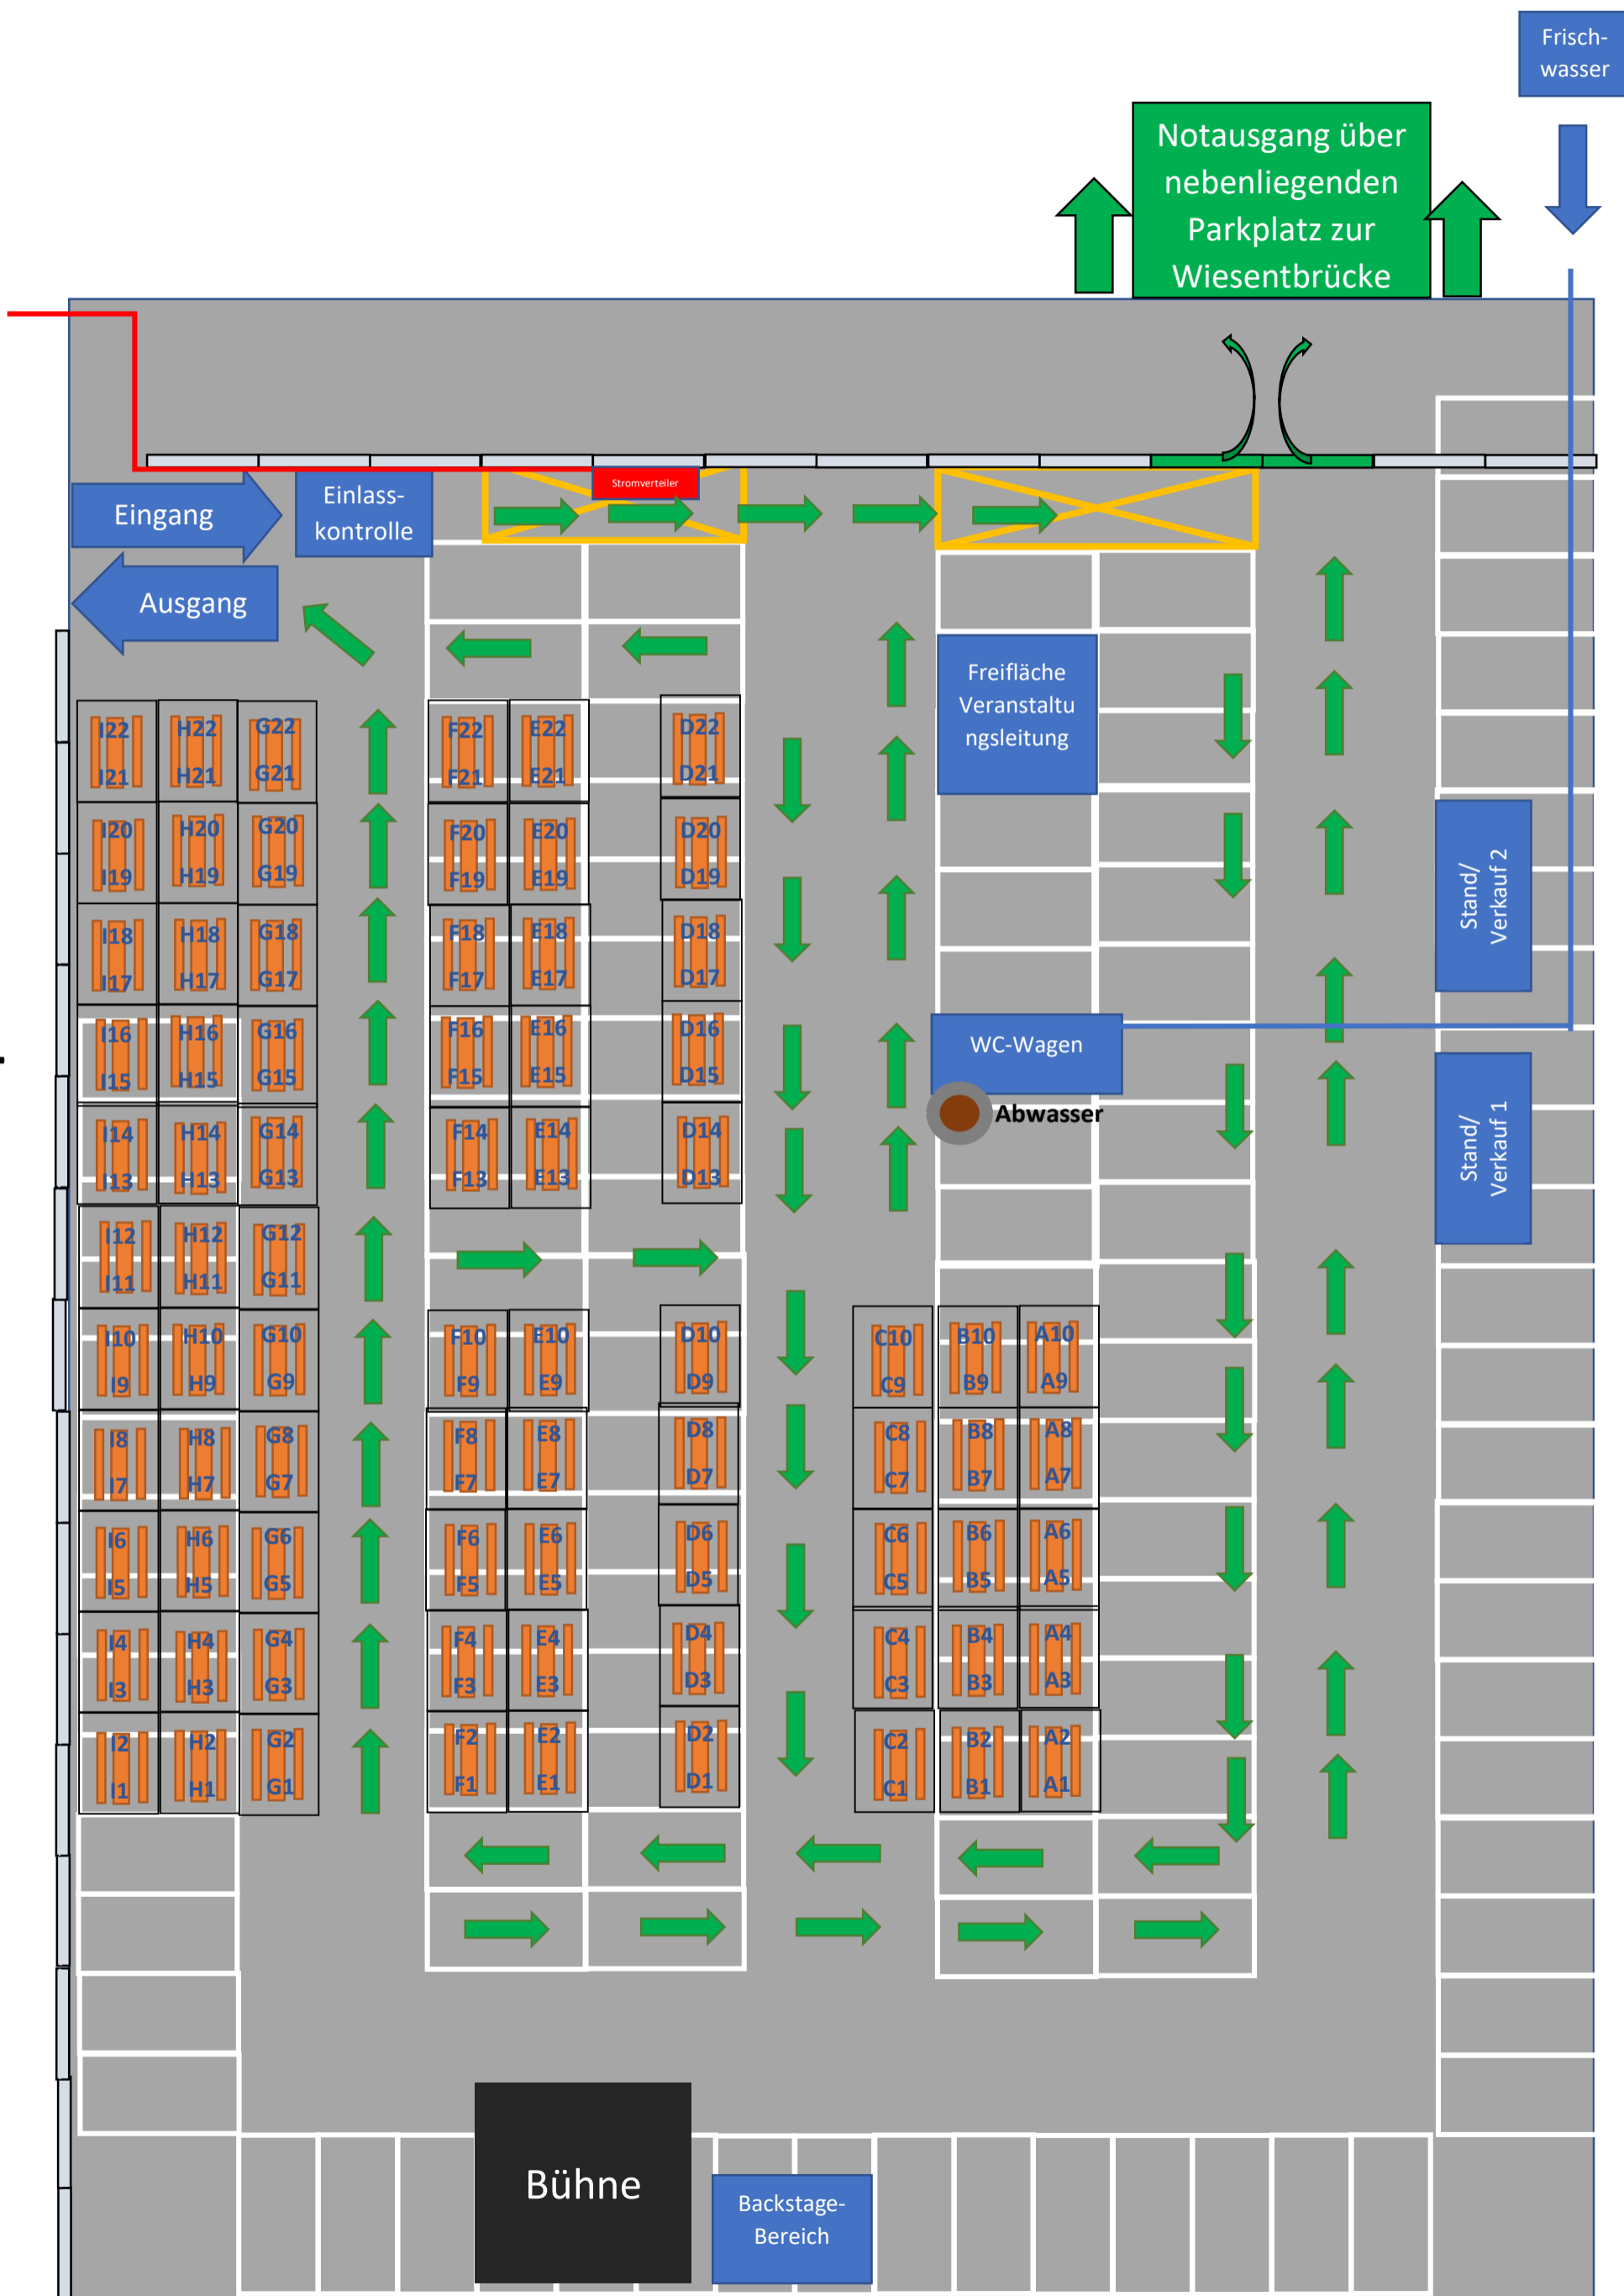 Frisch-
wasser
Notausgang über
nebenliegenden
Parkplatz zur
Wiesentbrücke
Stromverteiler
Eingang
Einlass-
kontrolle
Ausgang
Freifläche
Veranstaltu
ngsleitung
I22 H22 G22 F22 E22 D22
I21 H21 G21 F21 E21 D21
I20 H20 G20 F20 E20 D20
I19 H19 G19 F19 E19 D19
Stand/
Verkauf 2
I18 H18 G18 F18 E18 D18
I17 H17 G17 F17 E17 D17
I16 H16 G16 F16 E16 D16
WC-Wagen
I15 H15 G15 F15 E15 D15
Abwasser
Stand/
Verkauf 1
I14 H14 G14 F14 E14 D14
I13 H13 G13 F13 E13 D13
I12 H12 G12
I11 H11 G11
I10 H10 G10 F10 E10 D10 C10 B10 A10
I9 H9 G9 F9 E9 D9 C9 B9 A9
I8 H8 G8 F8 E8 D8 C8 B8 A8
I7 H7 G7 F7 E7 D7 C7 B7 A7
I6 H6 G6 F6 E6 D6 C6 B6 A6
I5 H5 G5 F5 E5 D5 C5 B5 A5
I4 H4 G4 F4 E4 D4 C4 B4 A4
I3 H3 G3 F3 E3 D3 C3 B3 A3
I2 H2 G2 F2 E2 D2 C2 B2 A2
I1 H1 G1 F1 E1 D1 C1 B1 A1
Bühne
Backstage-
Bereich